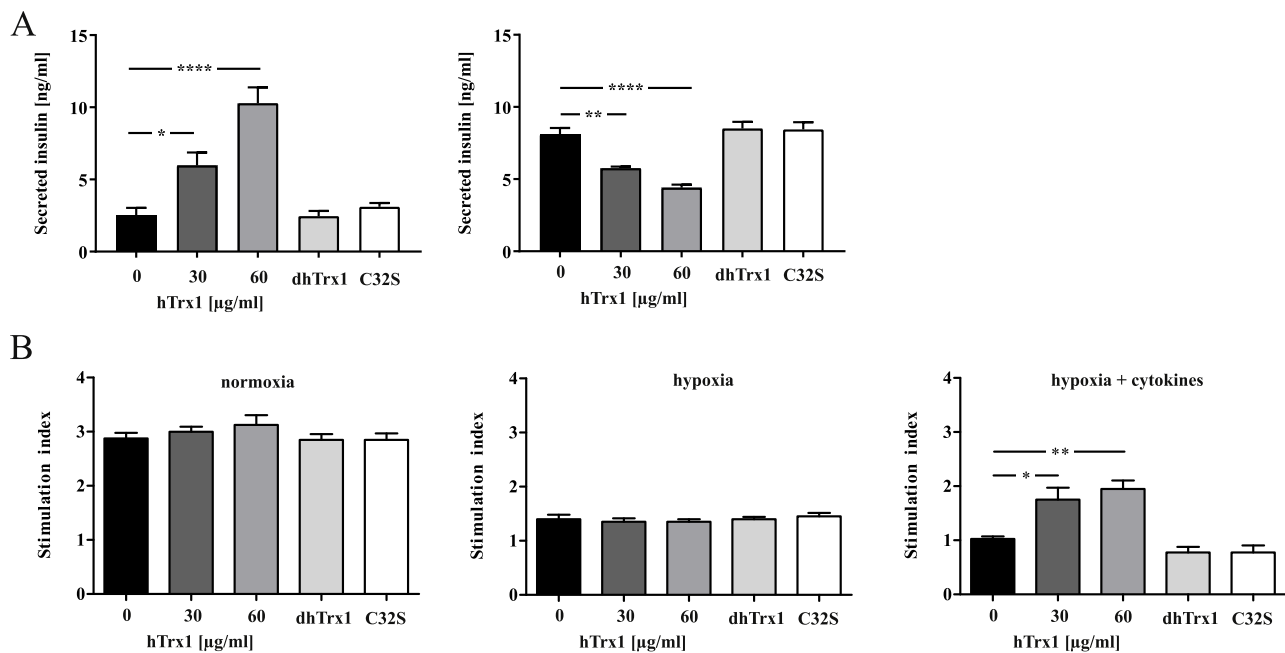 A
Secreted insulin [ng/ml]
15
10
5
0
****
*
0 30 60 dhTrx1 C32S
hTrx1 [µg/ml]
Secreted insulin [ng/ml]
15
10
5
0
****
**
0 30 60 dhTrx1 C32S
hTrx1 [µg/ml]
B
normoxia
Stimulation index
4
3
2
1
0
0 30 60 dhTrx1 C32S
hTrx1 [µg/ml]
hypoxia
Stimulation index
4
3
2
1
0
0 30 60 dhTrx1 C32S
hTrx1 [µg/ml]
hypoxia + cytokines
Stimulation index
4
3
2
1
0
**
*
0 30 60 dhTrx1 C32S
hTrx1 [µg/ml]